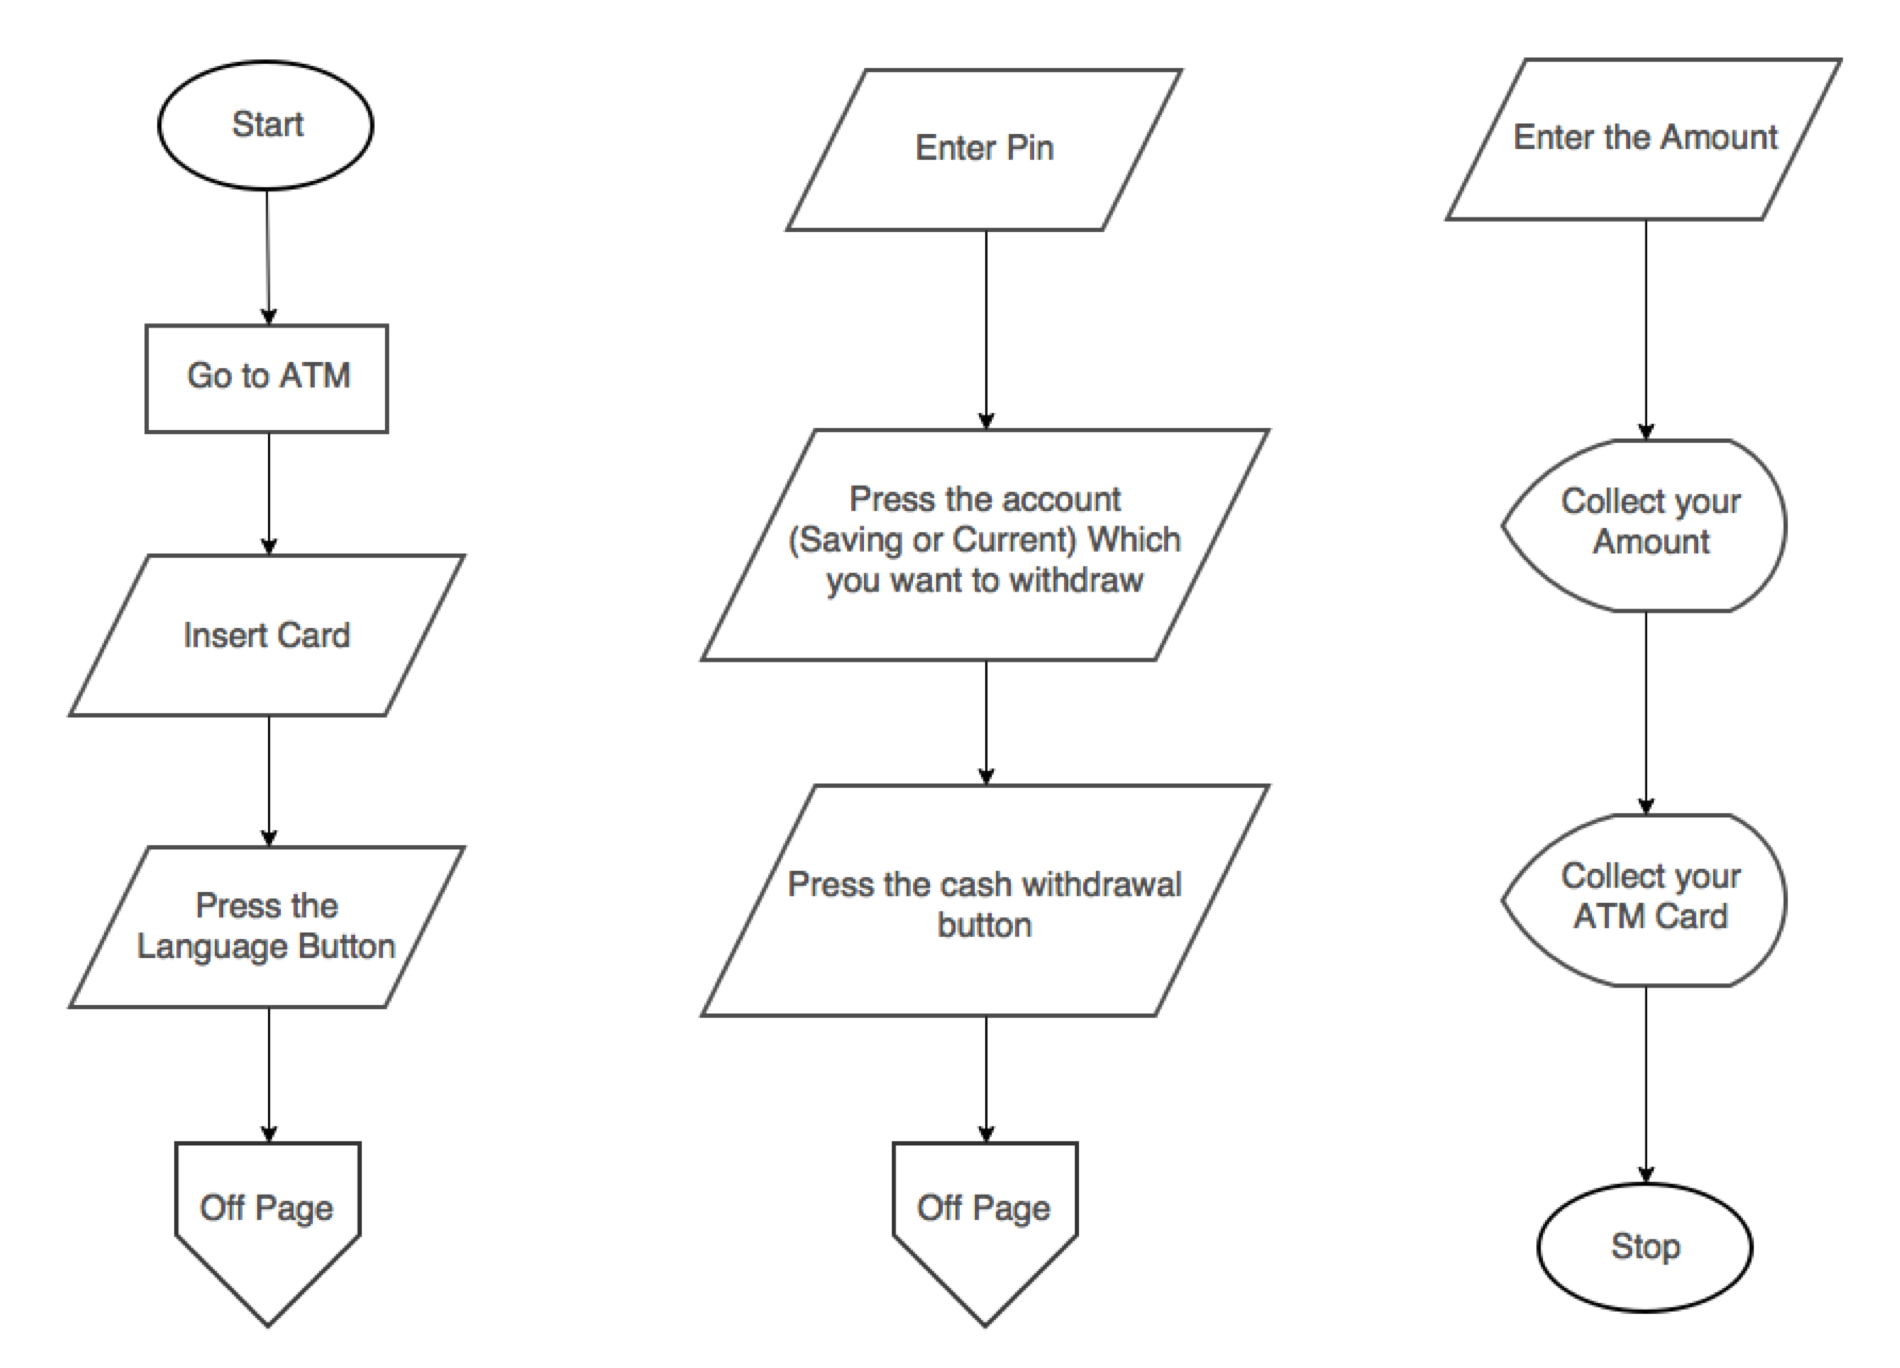 Start
Go to ATM
Insert Card
Press the
Language Button
Off Page
Enter Pin
Press the account
(Saving or Current) Which
you want to withdraw
Press the cash withdrawal
button
Off Page
Enter the Amount
Collect your
Amount
Collect your
ATM Card
Stop